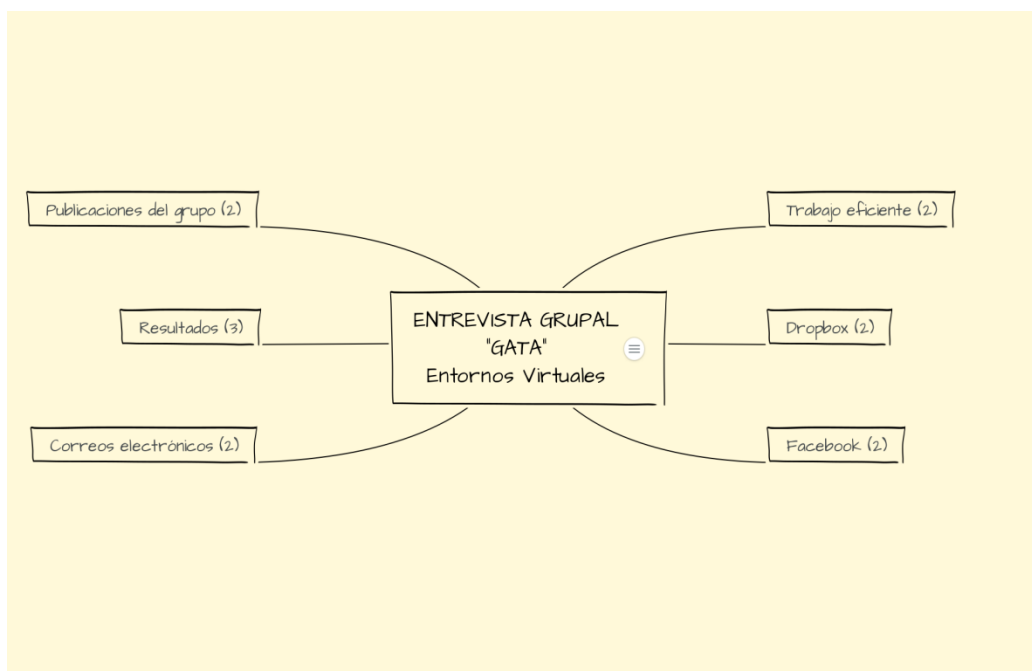 Publicaciones del grupo (2)
Trabajo eficiente (2)
ENTREVISTA GRUPAL
"GATA"
Entornos Virtuales
Resultados (3)
Dropbox (2)
Correos electrónicos (2)
Facebook (2)